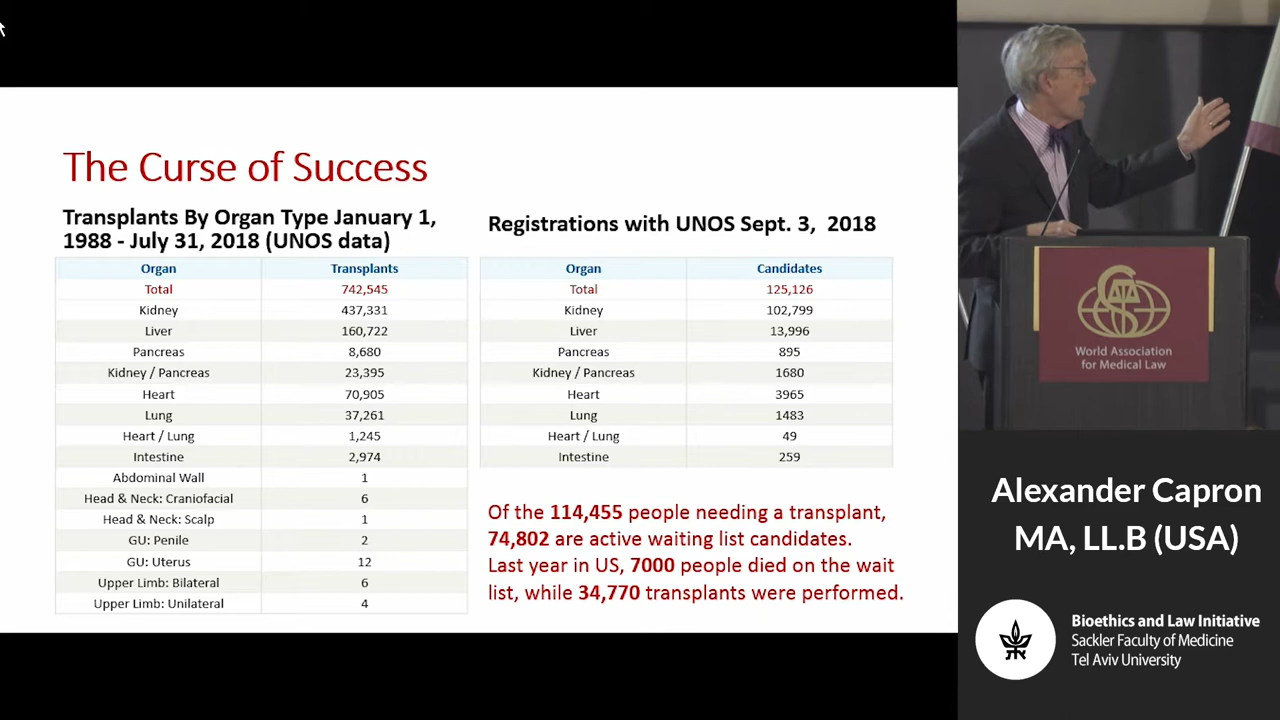 The Curse of Success
Transplants By Organ Type January 1,
1988 - July 31, 2018 (UNOS data)
Organ Transplants
Total 742,545
Kidney 437,331
Liver 160,722
Pancreas 8,680
Kidney / Pancreas 23,395
Heart 70,905
Lung 37,261
Heart / Lung 1,245
Intestine 2,974
Abdominal Wall 1
Head & Neck: Craniofacial 6
Head & Neck: Scalp 1
GU: Penile 2
GU: Uterus 12
Upper Limb: Bilateral 6
Upper Limb: Unilateral 4
Registrations with UNOS Sept. 3, 2018
Organ Candidates
Total 125,126
Kidney 102,799
Liver 13,996
Pancreas 895
Kidney / Pancreas 1680
Heart 3965
Lung 1483
Heart / Lung 49
Intestine 259
Of the 114,455 people needing a transplant,
74,802 are active waiting list candidates.
Last year in US, 7000 people died on the wait
list, while 34,770 transplants were performed.
World Association
for Medical Law
Alexander Capron
MA, LL.B (USA)
Bioethics and Law Initiative
Sackler Faculty of Medicine
Tel Aviv University